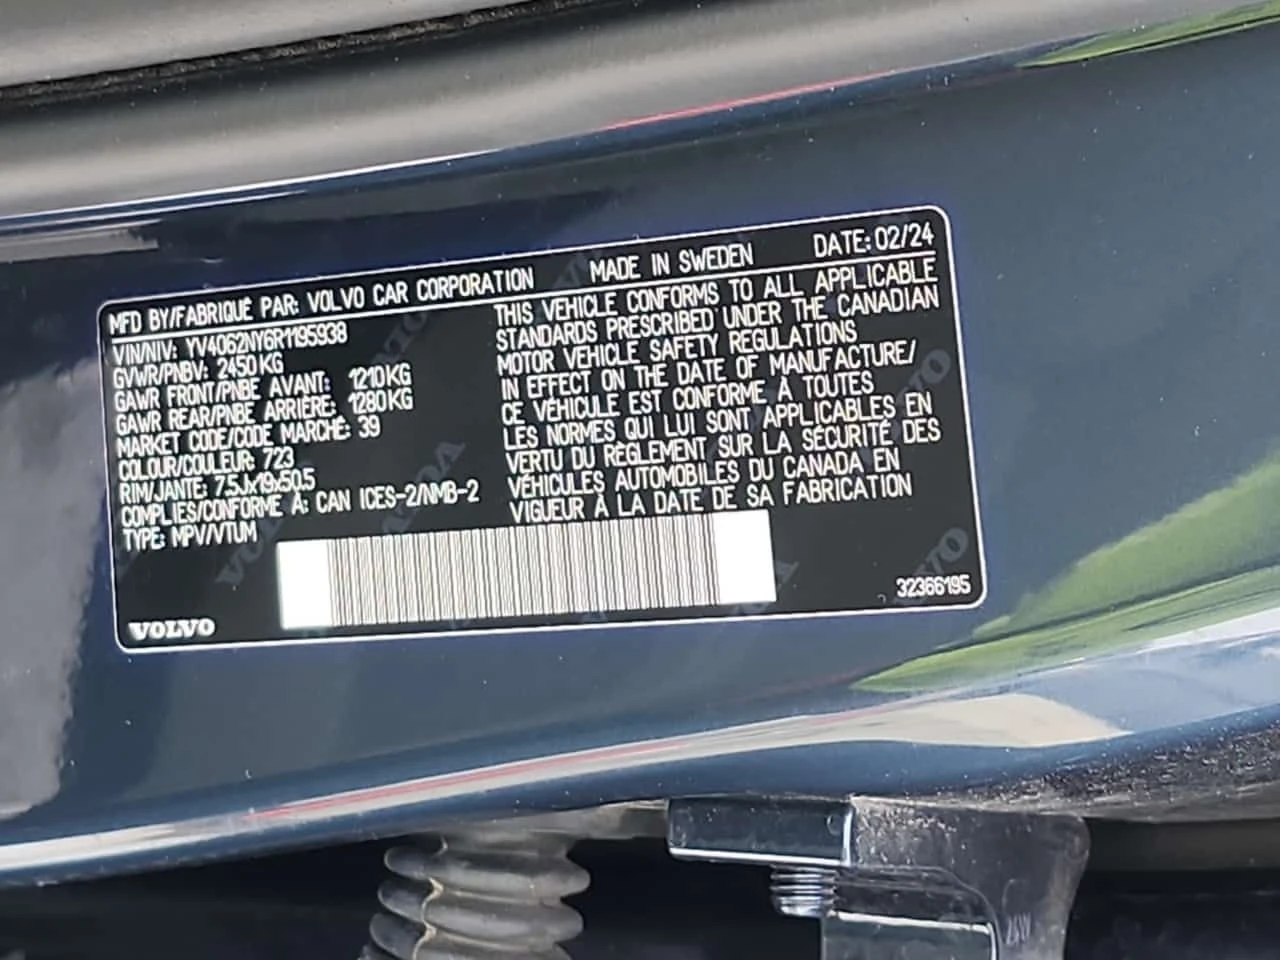 MFD BY/FABRIQUÉ PAR: VOLVO CAR CORPORATION MADE IN SWEDEN DATE: 02/24
VIN/NIV: YV4062NY6R1195938
GVWR/PNBV: 2450 KG
GAWR FRONT/PNBE AVANT: 1210 KG
GAWR REAR/PNBE ARRIÈRE: 1280 KG
MARKET CODE/CODE MARCHÉ: 39
COLOUR/COULEUR: 723
RIM/JANTE: 7.5Jx19x50.5
COMPLIES/CONFORME À: CAN ICES-2/NMB-2
TYPE: MPV/VTUM
THIS VEHICLE CONFORMS TO ALL APPLICABLE
STANDARDS PRESCRIBED UNDER THE CANADIAN
MOTOR VEHICLE SAFETY REGULATIONS
IN EFFECT ON THE DATE OF MANUFACTURE/
CE VÉHICULE EST CONFORME À TOUTES
LES NORMES QUI LUI SONT APPLICABLES EN
VERTU DU RÈGLEMENT SUR LA SÉCURITÉ DES
VÉHICULES AUTOMOBILES DU CANADA EN
VIGUEUR À LA DATE DE SA FABRICATION
VOLVO
32366195